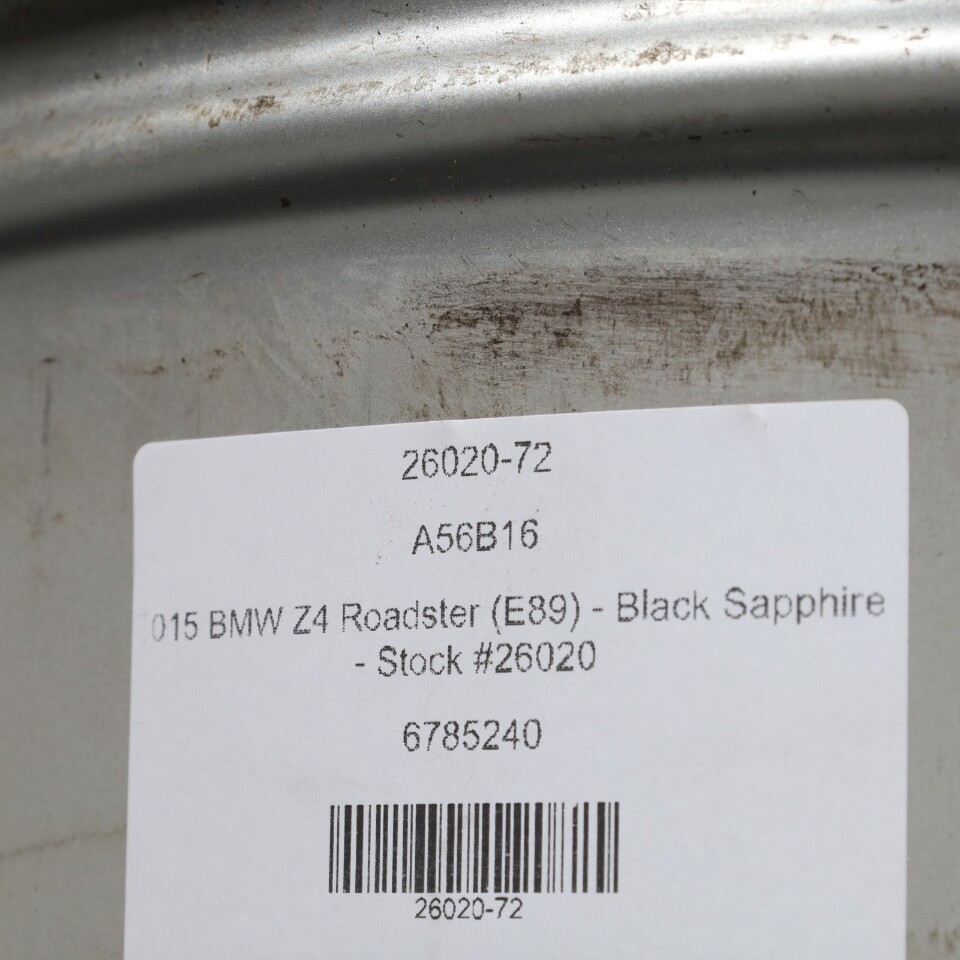 26020-72
A56B16
015 BMW Z4 Roadster (E89) - Black Sapphire
- Stock #26020
6785240
26020-72